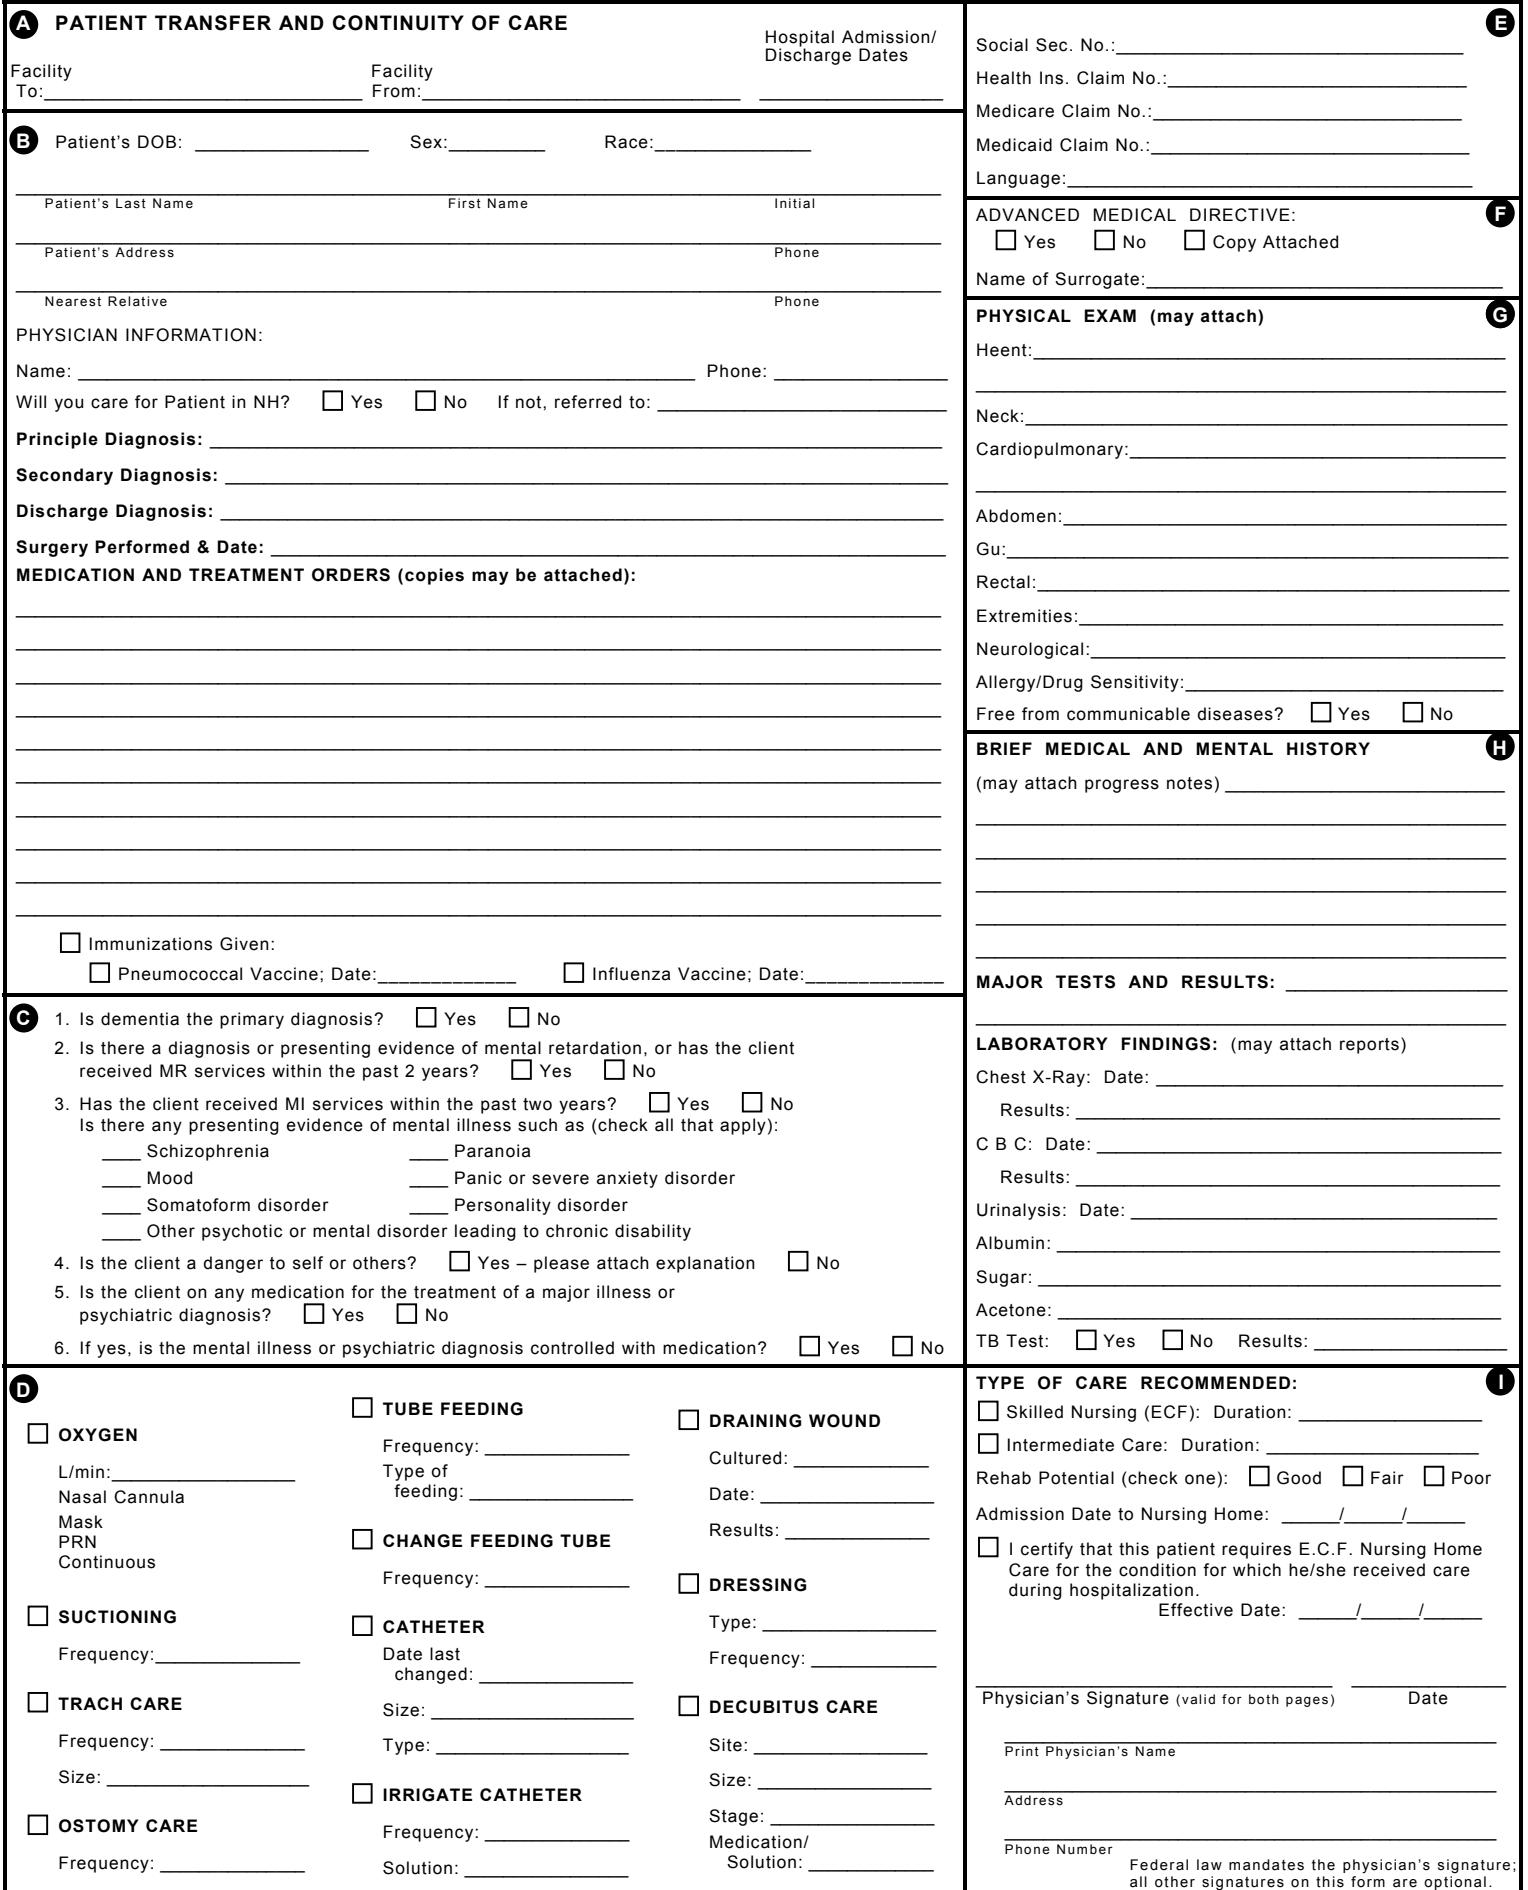 A PATIENT TRANSFER AND CONTINUITY OF CARE
Hospital Admission/
Discharge Dates
Facility
To:
Facility
From:
B Patient's DOB: Sex: Race:
Patient's Last Name First Name Initial
Patient's Address Phone
Nearest Relative Phone
PHYSICIAN INFORMATION:
Name: Phone:
Will you care for Patient in NH? Yes No If not, referred to:
Principle Diagnosis:
Secondary Diagnosis:
Discharge Diagnosis:
Surgery Performed & Date:
MEDICATION AND TREATMENT ORDERS (copies may be attached):
Immunizations Given:
Pneumococcal Vaccine; Date: Influenza Vaccine; Date:
C 1. Is dementia the primary diagnosis? Yes No
2. Is there a diagnosis or presenting evidence of mental retardation, or has the client
received MR services within the past 2 years? Yes No
3. Has the client received MI services within the past two years? Yes No
Is there any presenting evidence of mental illness such as (check all that apply):
Schizophrenia Paranoia
Mood Panic or severe anxiety disorder
Somatoform disorder Personality disorder
Other psychotic or mental disorder leading to chronic disability
4. Is the client a danger to self or others? Yes – please attach explanation No
5. Is the client on any medication for the treatment of a major illness or
psychiatric diagnosis? Yes No
6. If yes, is the mental illness or psychiatric diagnosis controlled with medication? Yes No
D
OXYGEN
L/min:
Nasal Cannula
Mask
PRN
Continuous
SUCTIONING
Frequency:
TRACH CARE
Frequency:
Size:
OSTOMY CARE
Frequency:
TUBE FEEDING
Frequency:
Type of
feeding:
CHANGE FEEDING TUBE
Frequency:
CATHETER
Date last
changed:
Size:
Type:
IRRIGATE CATHETER
Frequency:
Solution:
DRAINING WOUND
Cultured:
Date:
Results:
DRESSING
Type:
Frequency:
DECUBITUS CARE
Site:
Size:
Stage:
Medication/
Solution:
E
Social Sec. No.:
Health Ins. Claim No.:
Medicare Claim No.:
Medicaid Claim No.:
Language:
ADVANCED MEDICAL DIRECTIVE: F
Yes No Copy Attached
Name of Surrogate:
PHYSICAL EXAM (may attach) G
Heent:
Neck:
Cardiopulmonary:
Abdomen:
Gu:
Rectal:
Extremities:
Neurological:
Allergy/Drug Sensitivity:
Free from communicable diseases? Yes No
BRIEF MEDICAL AND MENTAL HISTORY H
(may attach progress notes)
MAJOR TESTS AND RESULTS:
LABORATORY FINDINGS: (may attach reports)
Chest X-Ray: Date:
Results:
C B C: Date:
Results:
Urinalysis: Date:
Albumin:
Sugar:
Acetone:
TB Test: Yes No Results:
TYPE OF CARE RECOMMENDED: I
Skilled Nursing (ECF): Duration:
Intermediate Care: Duration:
Rehab Potential (check one): Good Fair Poor
Admission Date to Nursing Home: ______/______/______
I certify that this patient requires E.C.F. Nursing Home
Care for the condition for which he/she received care
during hospitalization.
Effective Date: ______/______/______
Physician's Signature (valid for both pages) Date
Print Physician's Name
Address
Phone Number
Federal law mandates the physician's signature;
all other signatures on this form are optional.